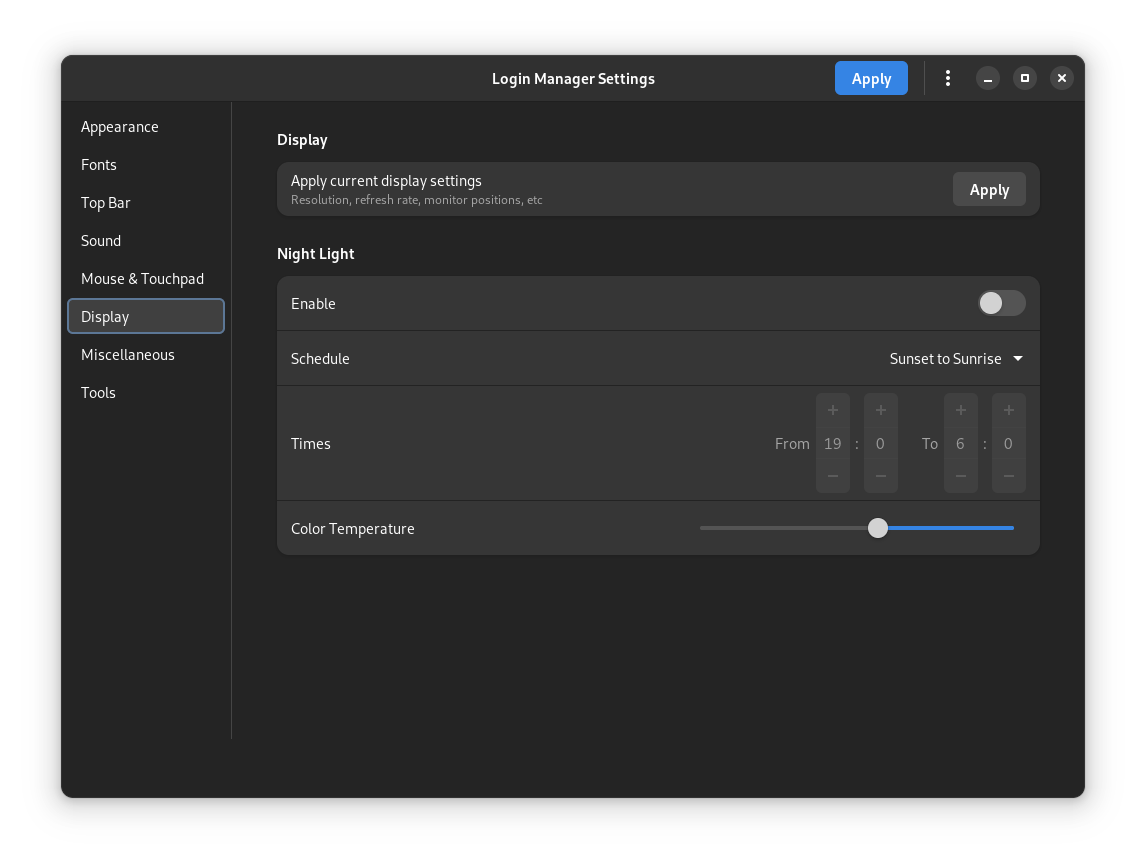 Login Manager Settings
Apply
Appearance
Fonts
Top Bar
Sound
Mouse & Touchpad
Display
Miscellaneous
Tools
Display
Apply current display settings
Resolution, refresh rate, monitor positions, etc
Apply
Night Light
Enable
Schedule
Sunset to Sunrise
Times
From 19 : 0 To 6 : 0
Color Temperature